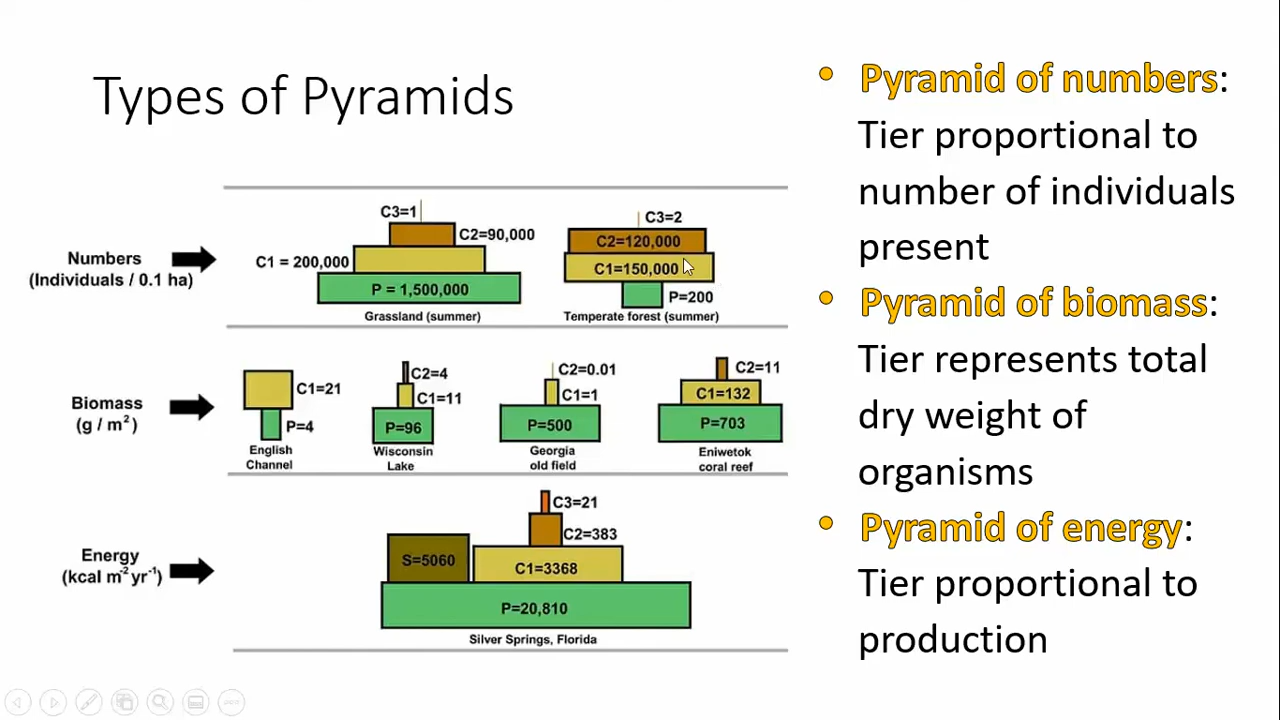 Types of Pyramids
Numbers
(Individuals / 0.1 ha)
C3=1
C2=90,000
C1 = 200,000
P = 1,500,000
Grassland (summer)
C3=2
C2=120,000
C1=150,000
P=200
Temperate forest (summer)
Biomass
(g / m²)
C1=21
P=4
English
Channel
C2=4
C1=11
P=96
Wisconsin
Lake
C2=0.01
C1=1
P=500
Georgia
old field
C2=11
C1=132
P=703
Eniwetok
coral reef
Energy
(kcal m⁻²yr⁻¹)
C3=21
C2=383
S=5060
C1=3368
P=20,810
Silver Springs, Florida
• Pyramid of numbers:
Tier proportional to
number of individuals
present
• Pyramid of biomass:
Tier represents total
dry weight of
organisms
• Pyramid of energy:
Tier proportional to
production